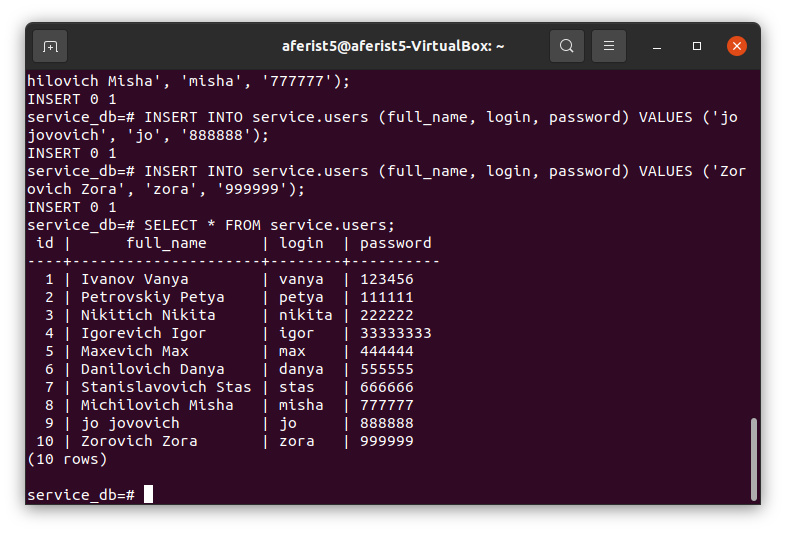 aferist5@aferist5-VirtualBox: ~
hilovich Misha', 'misha', '777777');
INSERT 0 1
service_db=# INSERT INTO service.users (full_name, login, password) VALUES ('jo
jovovich', 'jo', '888888');
INSERT 0 1
service_db=# INSERT INTO service.users (full_name, login, password) VALUES ('Zor
ovich Zora', 'zora', '999999');
INSERT 0 1
service_db=# SELECT * FROM service.users;
 id |      full_name      | login  | password
----+---------------------+--------+----------
  1 | Ivanov Vanya        | vanya  | 123456
  2 | Petrovskiy Petya    | petya  | 111111
  3 | Nikitich Nikita     | nikita | 222222
  4 | Igorevich Igor      | igor   | 33333333
  5 | Maxevich Max        | max    | 444444
  6 | Danilovich Danya    | danya  | 555555
  7 | Stanislavovich Stas | stas   | 666666
  8 | Michilovich Misha   | misha  | 777777
  9 | jo jovovich         | jo     | 888888
 10 | Zorovich Zora       | zora   | 999999
(10 rows)
service_db=#